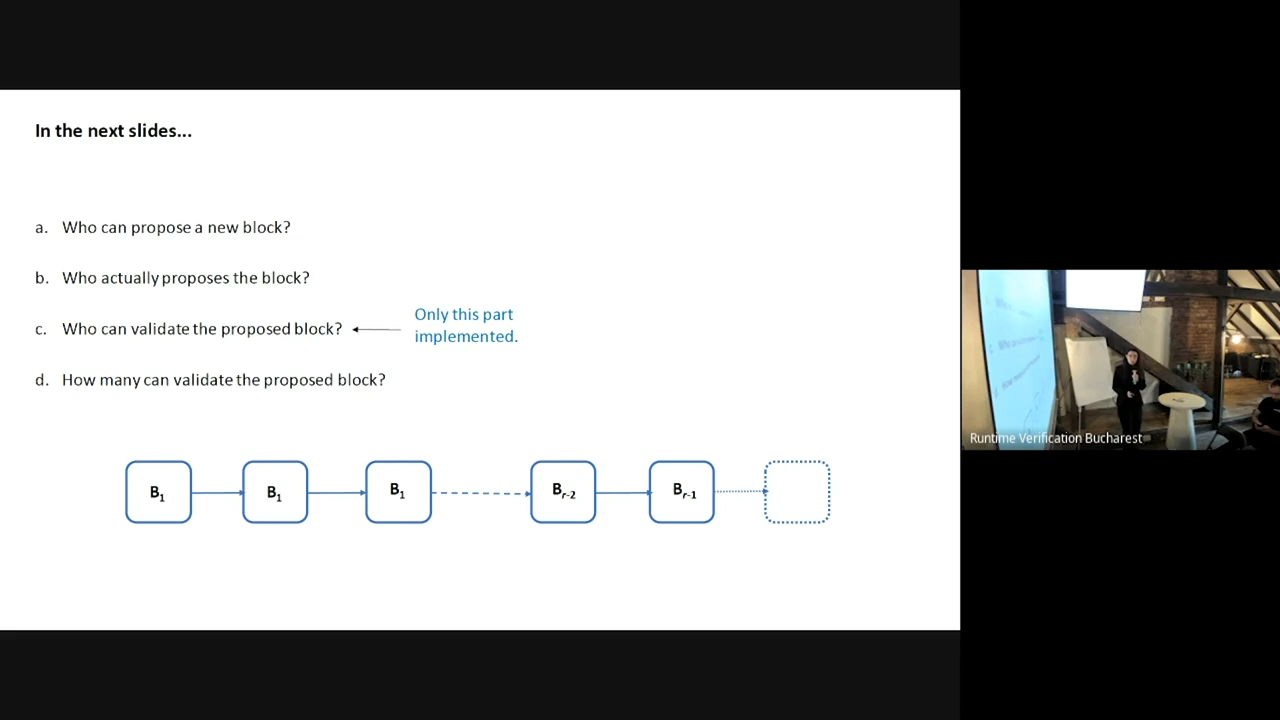 In the next slides...
a. Who can propose a new block?
b. Who actually proposes the block?
c. Who can validate the proposed block?
Only this part
implemented.
d. How many can validate the proposed block?
B1 B1 B1 Br-2 Br-1
Runtime Verification Bucharest